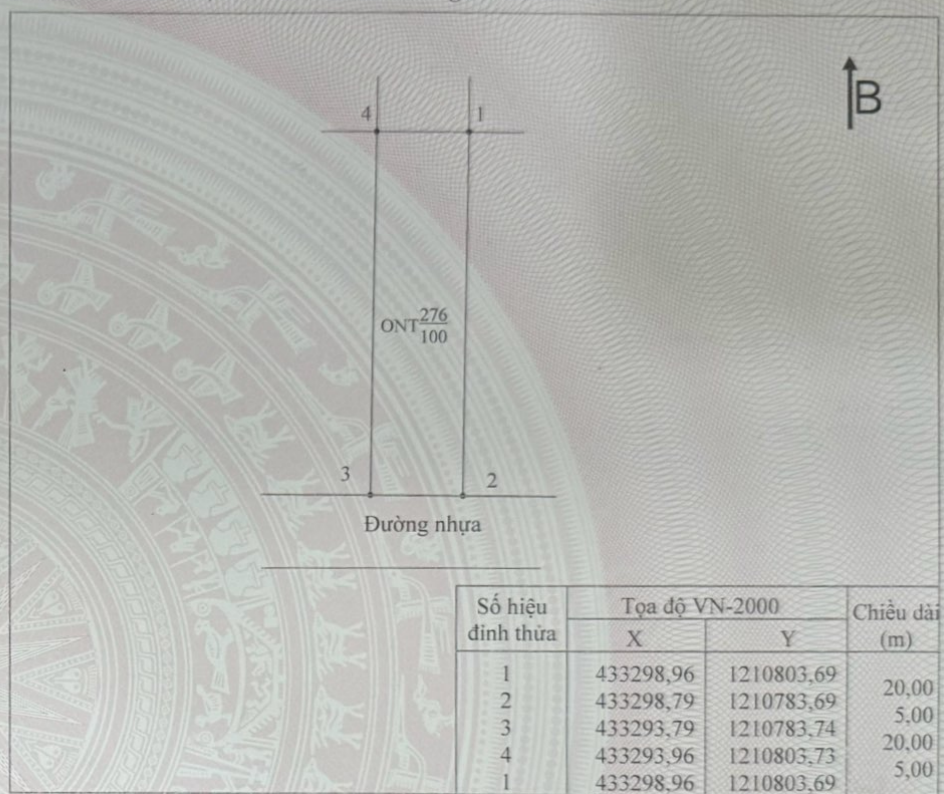 B
4 1
ONT 276
100
3 2
Đường nhựa
Số hiệu đỉnh thửa Tọa độ VN-2000 Chiều dài (m)
X Y
1 433298,96 1210803,69
20,00
2 433298,79 1210783,69
5,00
3 433293,79 1210783,74
20,00
4 433293,96 1210803,73
5,00
1 433298,96 1210803,69